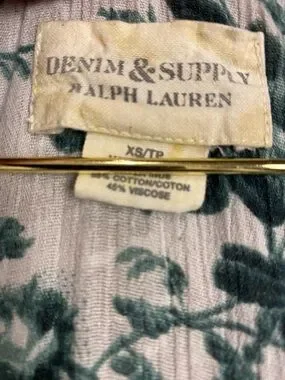 DENIM & SUPPLY
RALPH LAUREN
XS/TP
COTTON/COTON
45% VISCOSE